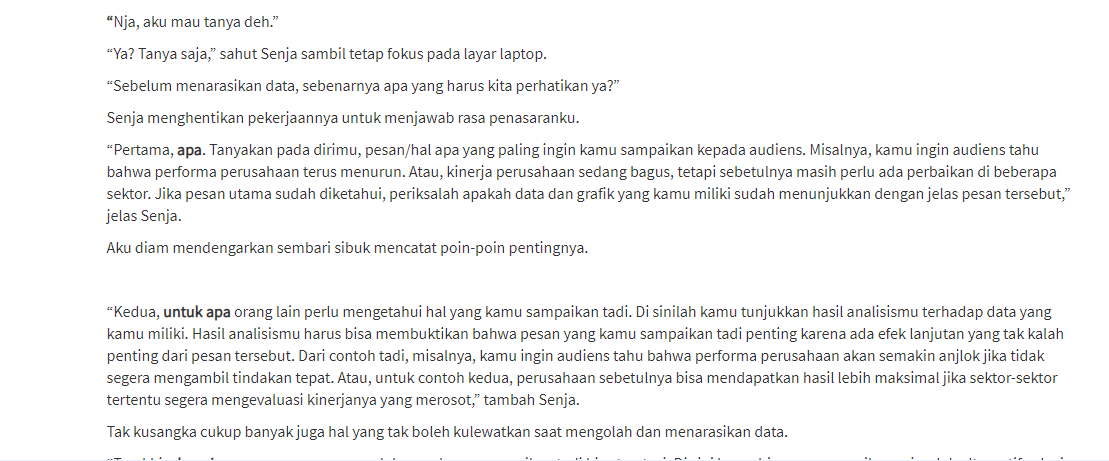 “Nja, aku mau tanya deh.”
“Ya? Tanya saja,” sahut Senja sambil tetap fokus pada layar laptop.
“Sebelum menarasikan data, sebenarnya apa yang harus kita perhatikan ya?”
Senja menghentikan pekerjaannya untuk menjawab rasa penasaranku.
“Pertama, apa. Tanyakan pada dirimu, pesan/hal apa yang paling ingin kamu sampaikan kepada audiens. Misalnya, kamu ingin audiens tahu
bahwa performa perusahaan terus menurun. Atau, kinerja perusahaan sedang bagus, tetapi sebetulnya masih perlu ada perbaikan di beberapa
sektor. Jika pesan utama sudah diketahui, periksalah apakah data dan grafik yang kamu miliki sudah menunjukkan dengan jelas pesan tersebut,”
jelas Senja.
Aku diam mendengarkan sembari sibuk mencatat poin-poin pentingnya.
“Kedua, untuk apa orang lain perlu mengetahui hal yang kamu sampaikan tadi. Di sinilah kamu tunjukkan hasil analisismu terhadap data yang
kamu miliki. Hasil analisismu harus bisa membuktikan bahwa pesan yang kamu sampaikan tadi penting karena ada efek lanjutan yang tak kalah
penting dari pesan tersebut. Dari contoh tadi, misalnya, kamu ingin audiens tahu bahwa performa perusahaan akan semakin anjlok jika tidak
segera mengambil tindakan tepat. Atau, untuk contoh kedua, perusahaan sebetulnya bisa mendapatkan hasil lebih maksimal jika sektor-sektor
tertentu segera mengevaluasi kinerjanya yang merosot,” tambah Senja.
Tak kusangka cukup banyak juga hal yang tak boleh kulewatkan saat mengolah dan menarasikan data.